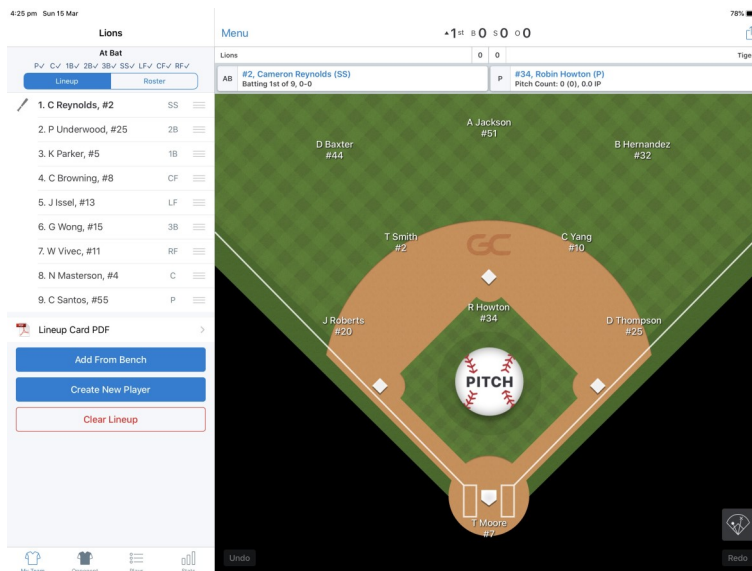 4:25 pm Sun 15 Mar
78%
Lions
At Bat
P✓ C✓ 1B✓ 2B✓ 3B✓ SS✓ LF✓ CF✓ RF✓
Lineup Roster
1. C Reynolds, #2 SS
2. P Underwood, #25 2B
3. K Parker, #5 1B
4. C Browning, #8 CF
5. J Issel, #13 LF
6. G Wong, #15 3B
7. W Vivec, #11 RF
8. N Masterson, #4 C
9. C Santos, #55 P
Lineup Card PDF
Add From Bench
Create New Player
Clear Lineup
Menu
1st B 0 S 0 O 0
Lions 0 0 Tige
AB #2, Cameron Reynolds (SS)
Batting 1st of 9, 0-0
P #34, Robin Howton (P)
Pitch Count: 0 (0), 0.0 IP
A Jackson
#51
D Baxter
#44
B Hernandez
#32
T Smith
#2
GC
C Yang
#10
R Howton
#34
J Roberts
#20
D Thompson
#25
PITCH
T Moore
#7
Undo
Redo